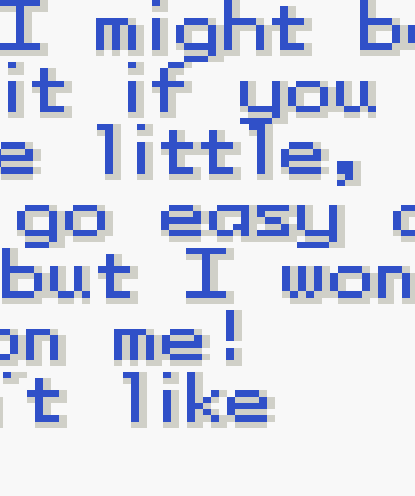 I might b
it if you
e little,
go easy
but I won
on me!
't like